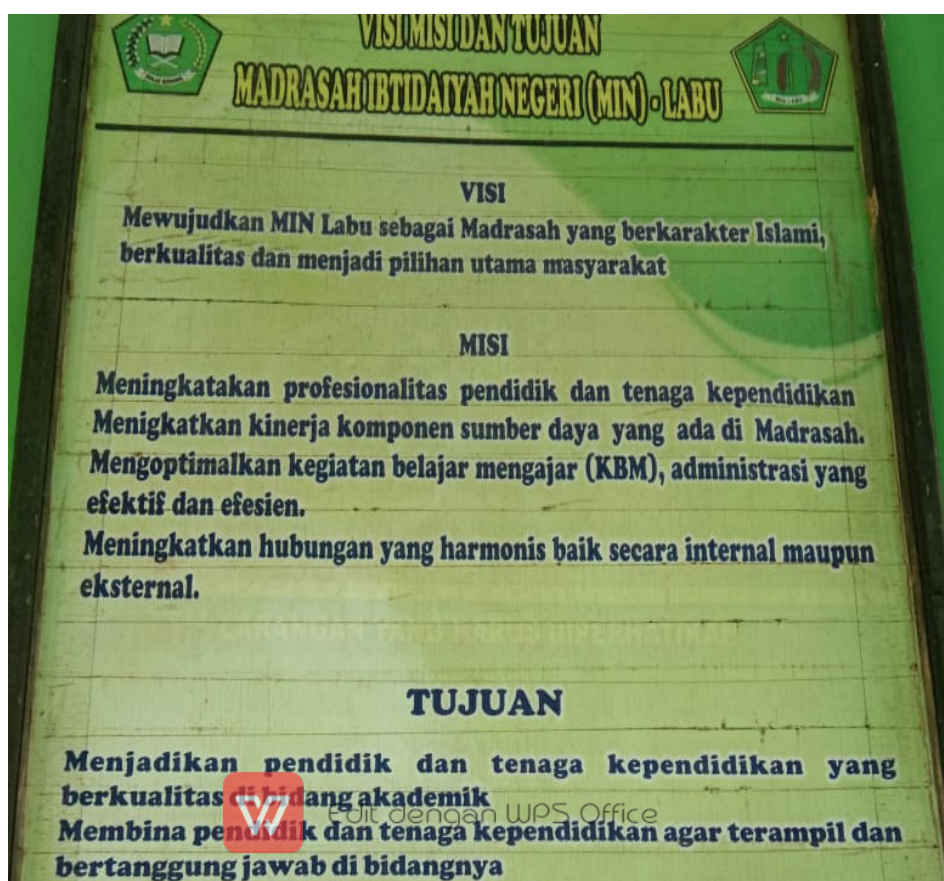 VISI MISI DAN TUJUAN
MADRASAH IBTIDAIYAH NEGERI (MIN) - LABU
VISI
Mewujudkan MIN Labu sebagai Madrasah yang berkarakter Islami,
berkualitas dan menjadi pilihan utama masyarakat
MISI
Meningkatakan profesionalitas pendidik dan tenaga kependidikan
Menigkatkan kinerja komponen sumber daya yang ada di Madrasah.
Mengoptimalkan kegiatan belajar mengajar (KBM), administrasi yang
efektif dan efesien.
Meningkatkan hubungan yang harmonis baik secara internal maupun
eksternal.
TUJUAN
Menjadikan pendidik dan tenaga kependidikan yang
berkualitas di bidang akademik
Edit dengan WPS Office
Membina pendidik dan tenaga kependidikan agar terampil dan
bertanggung jawab di bidangnya